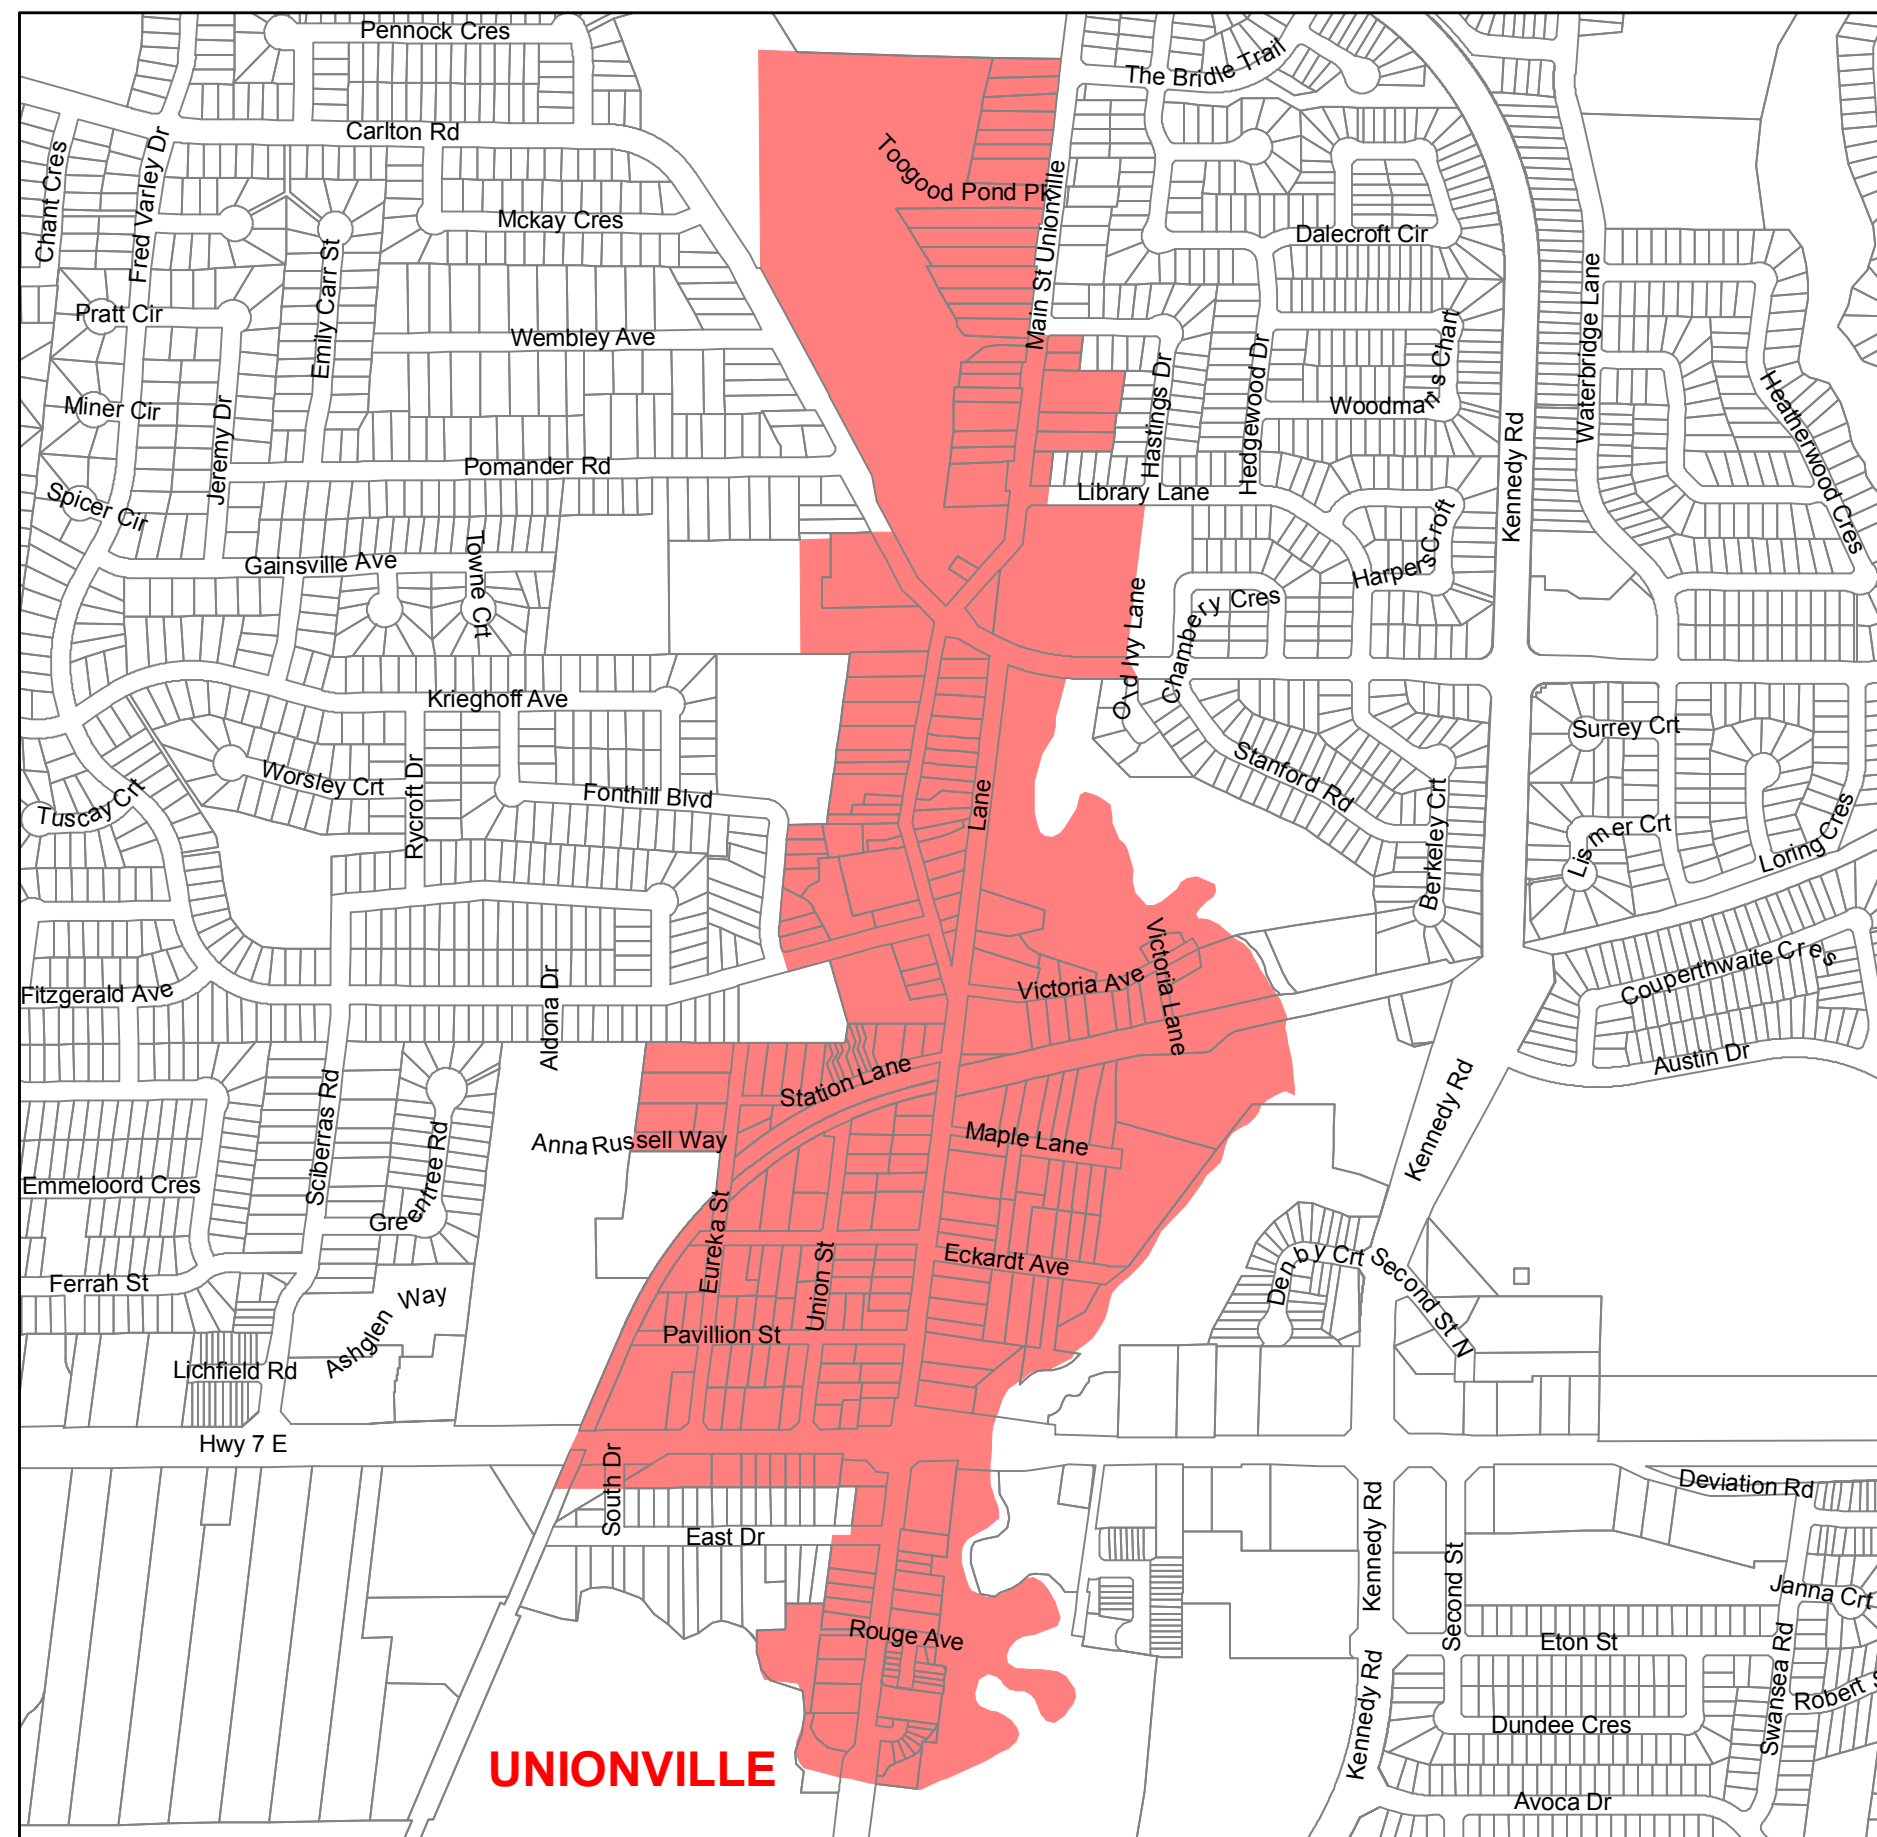 Pennock Cres
The Bridle Trail
Carlton Rd
Chant Cres
Fred Varley Dr
Toogood Pond Pk
Main St Unionville
Mckay Cres
Emily Carr St
Dalecroft Cir
Pratt Cir
Wembley Ave
Waterbridge Lane
Woodman's Chart
Hastings Dr
Hedgewood Dr
Heatherwood Cres
Miner Cir
Jeremy Dr
Pomander Rd
Kennedy Rd
Spicer Cir
Library Lane
Harpers Croft
Gainsville Ave
Towne Crt
Old Ivy Lane
Chambery Cres
Krieghoff Ave
Surrey Crt
Worsley Crt
Rycroft Dr
Fonthill Blvd
Stanford Rd
Tuscay Crt
Lane
Berkeley Crt
Lismer Crt
Loring Cres
Victoria Ave
Victoria Lane
Couperthwaite Cres
Fitzgerald Ave
Aldona Dr
Austin Dr
Station Lane
Sciberras Rd
Greentree Rd
Anna Russell Way
Maple Lane
Kennedy Rd
Emmeloord Cres
Eureka St
Union St
Eckardt Ave
Denby Crt
Second St N
Ferrah St
Ashglen Way
Pavillion St
Lichfield Rd
Hwy 7 E
South Dr
East Dr
Deviation Rd
Kennedy Rd
Second St
Janna Crt
Rouge Ave
Eton St
Swansea Rd
Robert S
Kennedy Rd
Dundee Cres
UNIONVILLE
Avoca Dr